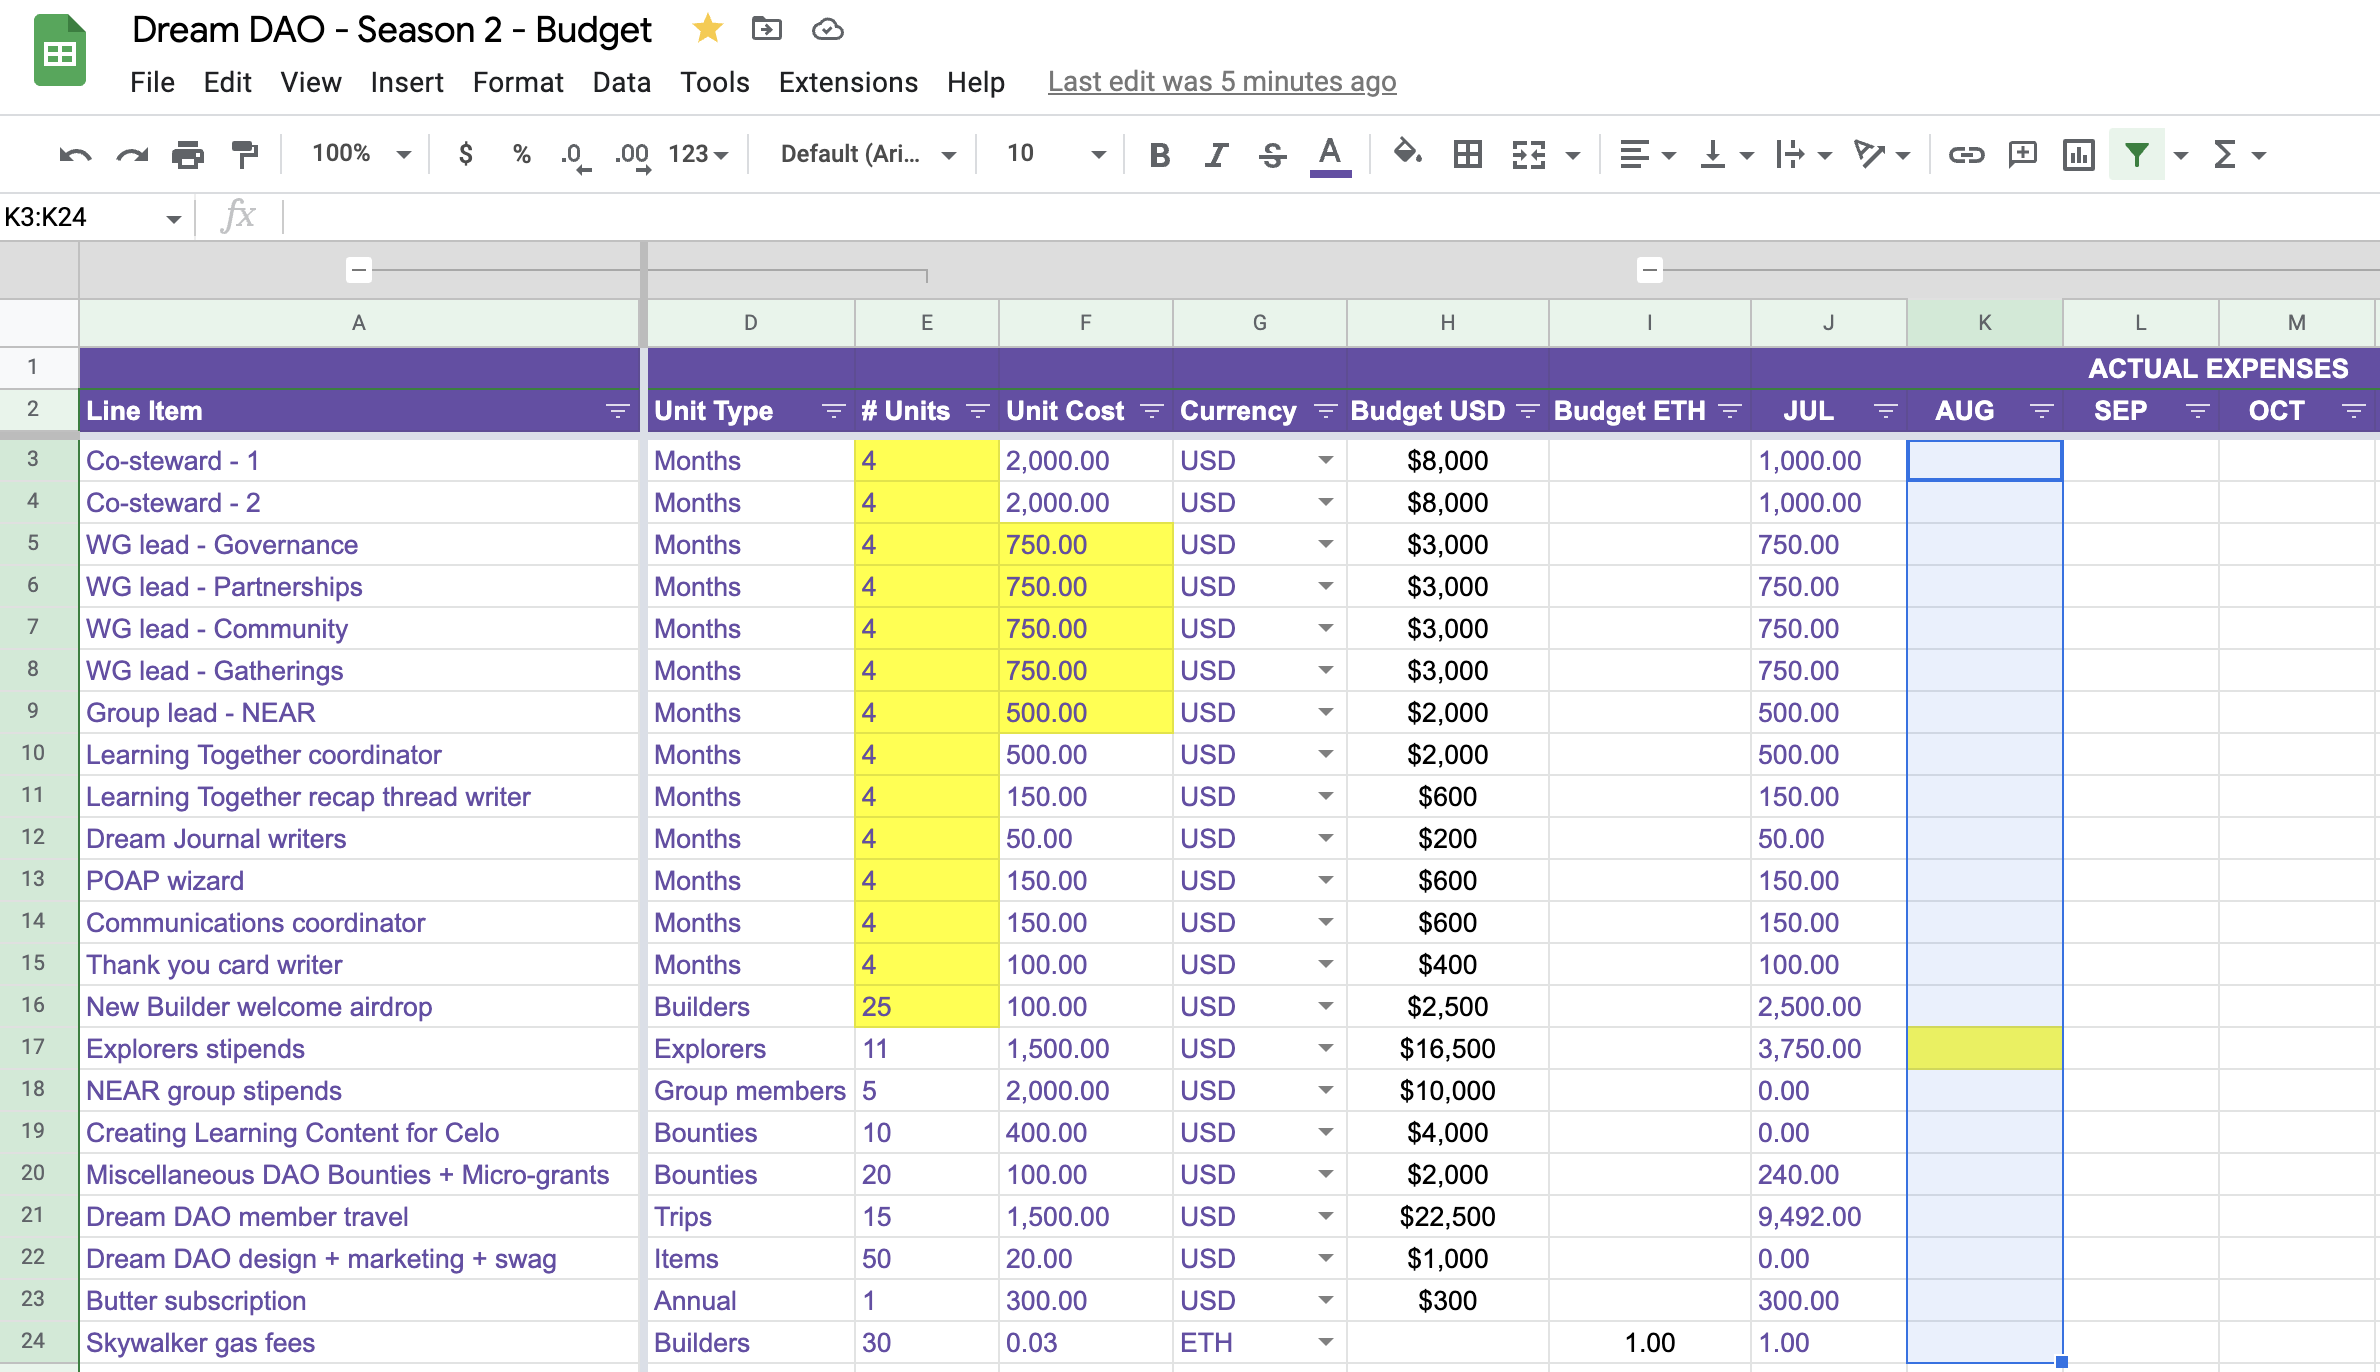 Dream DAO - Season 2 - Budget
File Edit View Insert Format Data Tools Extensions Help Last edit was 5 minutes ago
100% $ % .0 .00 123 Default (Ari... 10 B I S A Σ
K3:K24 fx
A D E F G H I J K L M
1 ACTUAL EXPENSES
2 Line Item Unit Type # Units Unit Cost Currency Budget USD Budget ETH JUL AUG SEP OCT
3 Co-steward - 1 Months 4 2,000.00 USD $8,000 1,000.00
4 Co-steward - 2 Months 4 2,000.00 USD $8,000 1,000.00
5 WG lead - Governance Months 4 750.00 USD $3,000 750.00
6 WG lead - Partnerships Months 4 750.00 USD $3,000 750.00
7 WG lead - Community Months 4 750.00 USD $3,000 750.00
8 WG lead - Gatherings Months 4 750.00 USD $3,000 750.00
9 Group lead - NEAR Months 4 500.00 USD $2,000 500.00
10 Learning Together coordinator Months 4 500.00 USD $2,000 500.00
11 Learning Together recap thread writer Months 4 150.00 USD $600 150.00
12 Dream Journal writers Months 4 50.00 USD $200 50.00
13 POAP wizard Months 4 150.00 USD $600 150.00
14 Communications coordinator Months 4 150.00 USD $600 150.00
15 Thank you card writer Months 4 100.00 USD $400 100.00
16 New Builder welcome airdrop Builders 25 100.00 USD $2,500 2,500.00
17 Explorers stipends Explorers 11 1,500.00 USD $16,500 3,750.00
18 NEAR group stipends Group members 5 2,000.00 USD $10,000 0.00
19 Creating Learning Content for Celo Bounties 10 400.00 USD $4,000 0.00
20 Miscellaneous DAO Bounties + Micro-grants Bounties 20 100.00 USD $2,000 240.00
21 Dream DAO member travel Trips 15 1,500.00 USD $22,500 9,492.00
22 Dream DAO design + marketing + swag Items 50 20.00 USD $1,000 0.00
23 Butter subscription Annual 1 300.00 USD $300 300.00
24 Skywalker gas fees Builders 30 0.03 ETH 1.00 1.00